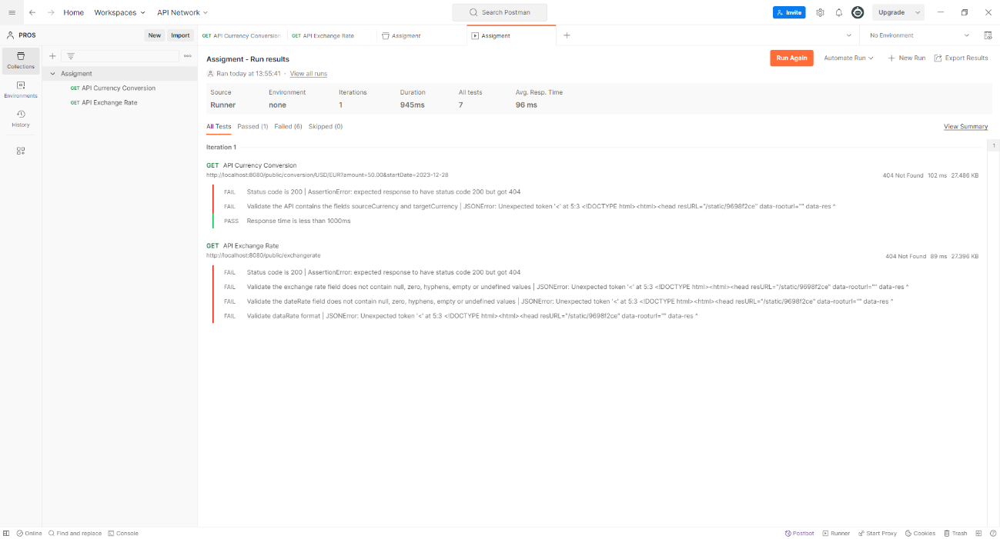 Home Workspaces API Network Search Postman Invite Upgrade
PROS New Import GET API Currency Conversion GET API Exchange Rate Assigment Assigment No Environment
Collections
Environments
History
Assigment
GET API Currency Conversion
GET API Exchange Rate
Assigment - Run results
Run Again Automate Run New Run Export Results
Ran today at 13:55:41 · View all runs
Source Environment Iterations Duration All tests Avg. Resp. Time
Runner none 1 945ms 7 96 ms
All Tests Passed (1) Failed (6) Skipped (0) View Summary
Iteration 1
1
GET API Currency Conversion
http://localhost:8080/public/conversion/USD/EUR?amount=50.00&startDate=2023-12-28 404 Not Found 102 ms 27.486 KB
FAIL Status code is 200 | AssertionError: expected response to have status code 200 but got 404
FAIL Validate the API contains the fields sourceCurrency and targetCurrency | JSONError: Unexpected token '<' at 5:3 <!DOCTYPE html><html><head resURL="/static/9698f2ce" data-rooturl="" data-res ^
PASS Response time is less than 1000ms
GET API Exchange Rate
http://localhost:8080/public/exchangerate 404 Not Found 89 ms 27.396 KB
FAIL Status code is 200 | AssertionError: expected response to have status code 200 but got 404
FAIL Validate the exchange rate field does not contain null, zero, hyphens, empty or undefined values | JSONError: Unexpected token '<' at 5:3 <!DOCTYPE html><html><head resURL="/static/9698f2ce" data-rooturl="" data-res ^
FAIL Validate the dateRate field does not contain null, zero, hyphens, empty or undefined values | JSONError: Unexpected token '<' at 5:3 <!DOCTYPE html><html><head resURL="/static/9698f2ce" data-rooturl="" data-res ^
FAIL Validate dataRate format | JSONError: Unexpected token '<' at 5:3 <!DOCTYPE html><html><head resURL="/static/9698f2ce" data-rooturl="" data-res ^
Online Find and replace Console Postbot Runner Start Proxy Cookies Trash